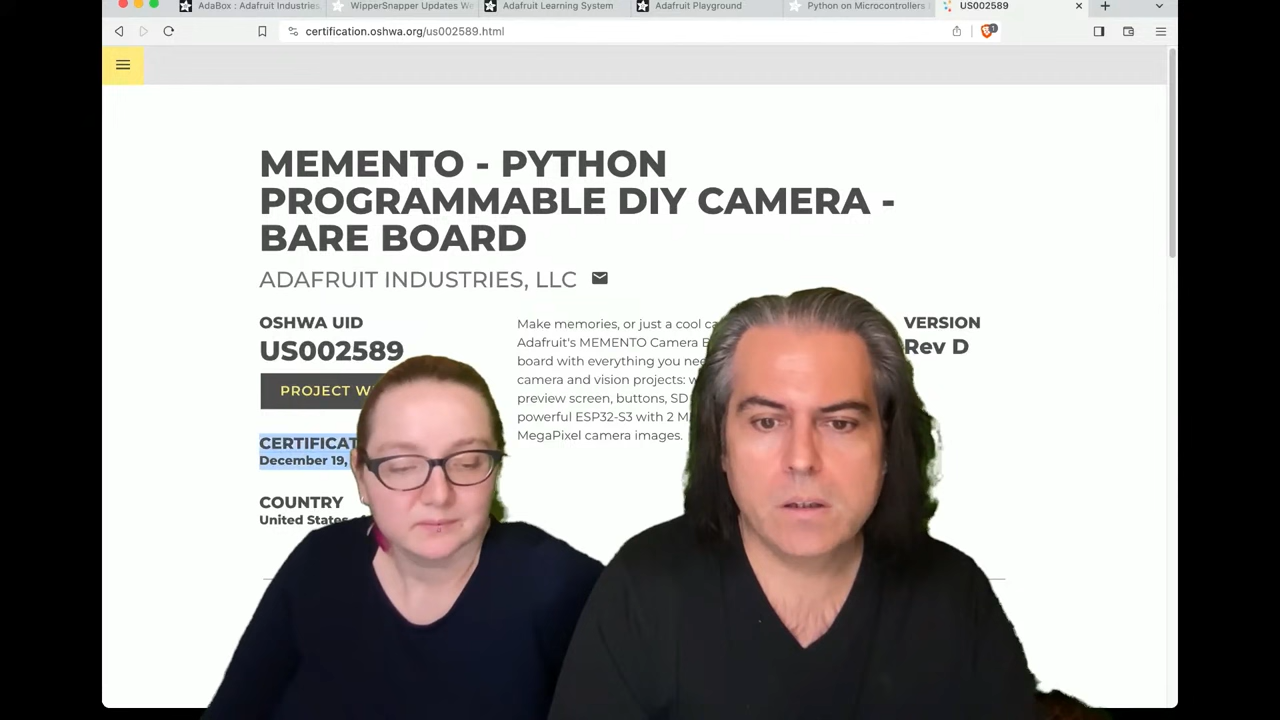 AdaBox : Adafruit Industries,
WipperSnapper Updates We
Adafruit Learning System
Adafruit Playground
Python on Microcontrollers
US002589
certification.oshwa.org/us002589.html
1
MEMENTO - PYTHON
PROGRAMMABLE DIY CAMERA -
BARE BOARD
ADAFRUIT INDUSTRIES, LLC
OSHWA UID
US002589
PROJECT W
CERTIFICAT
December 19,
COUNTRY
United States
Make memories, or just a cool ca
Adafruit's MEMENTO Camera B
board with everything you nee
camera and vision projects: w
preview screen, buttons, SD
powerful ESP32-S3 with 2 M
MegaPixel camera images.
VERSION
Rev D